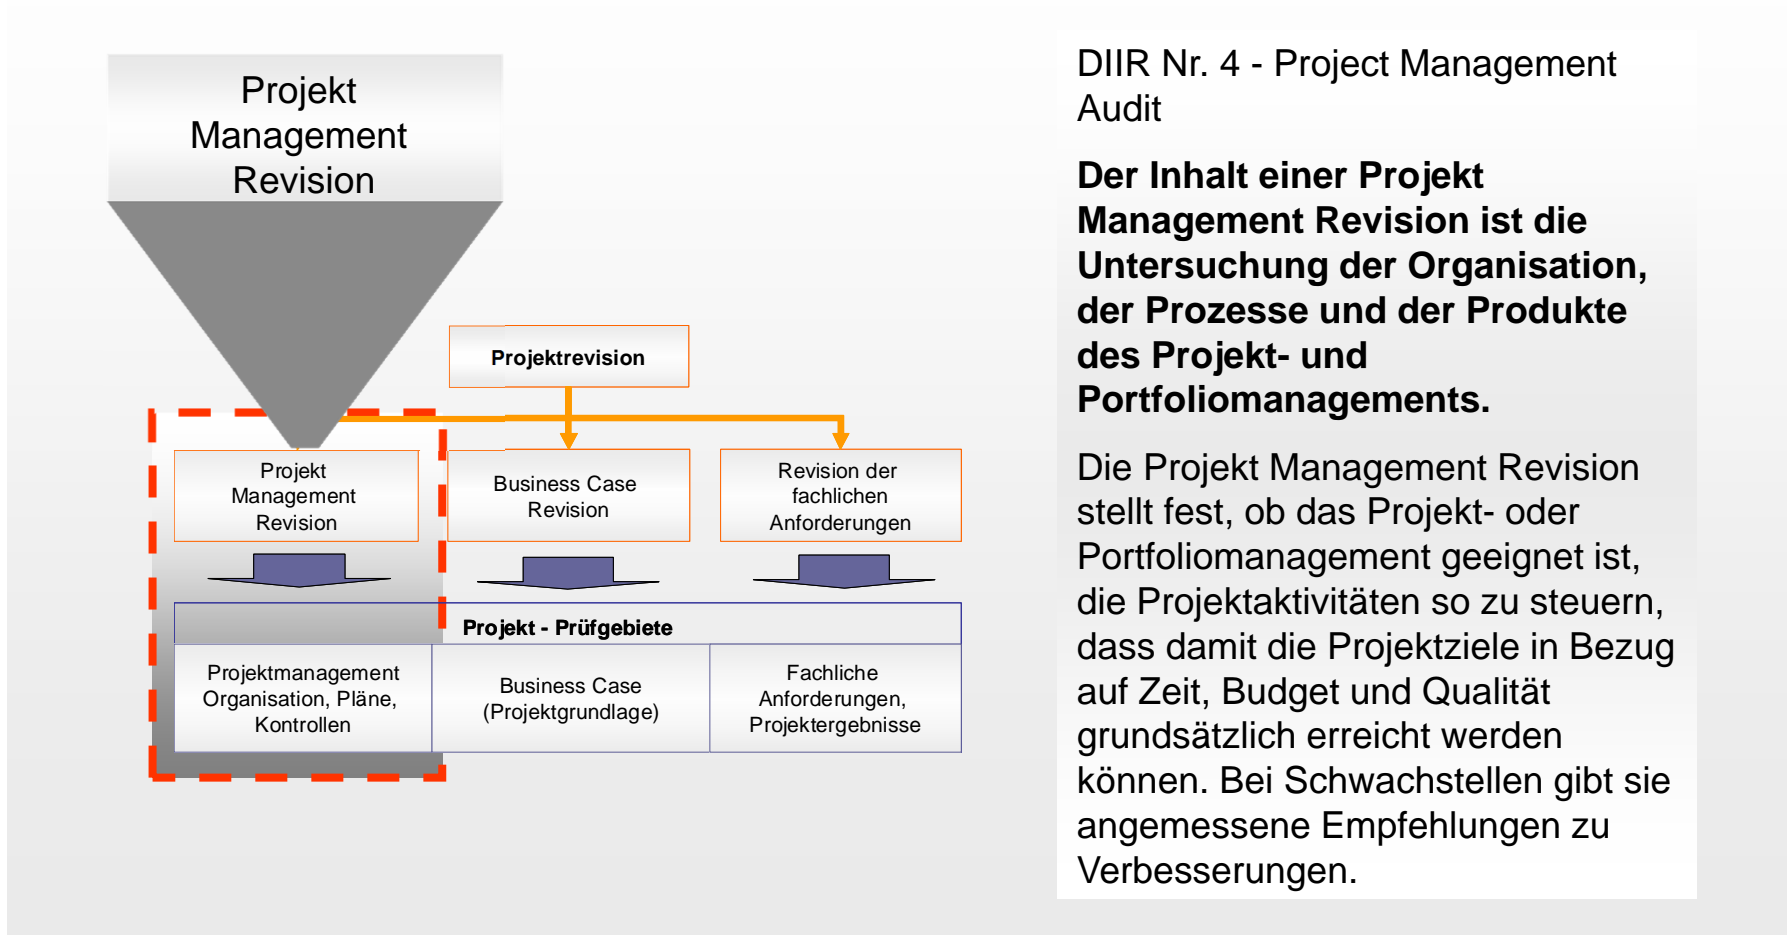 Projekt
Management
Revision
Projektrevision
Projekt
Management
Revision
Business Case
Revision
Revision der
fachlichen
Anforderungen
Projekt - Prüfgebiete
Projektmanagement
Organisation, Pläne,
Kontrollen
Business Case
(Projektgrundlage)
Fachliche
Anforderungen,
Projektergebnisse
DIIR Nr. 4 - Project Management
Audit
Der Inhalt einer Projekt
Management Revision ist die
Untersuchung der Organisation,
der Prozesse und der Produkte
des Projekt- und
Portfoliomanagements.
Die Projekt Management Revision
stellt fest, ob das Projekt- oder
Portfoliomanagement geeignet ist,
die Projektaktivitäten so zu steuern,
dass damit die Projektziele in Bezug
auf Zeit, Budget und Qualität
grundsätzlich erreicht werden
können. Bei Schwachstellen gibt sie
angemessene Empfehlungen zu
Verbesserungen.